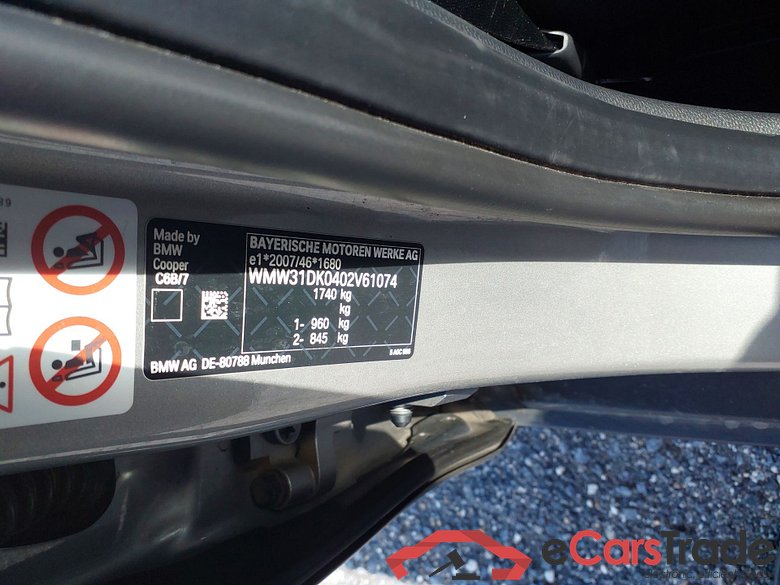 Made by
BMW
Cooper
C6B/7
BAYERISCHE MOTOREN WERKE AG
e1*2007/46*1680
WMW31DK0402V61074
1740 kg
kg
1- 960 kg
2- 845 kg
BMW AG DE-80788 Munchen
eCarsTrade